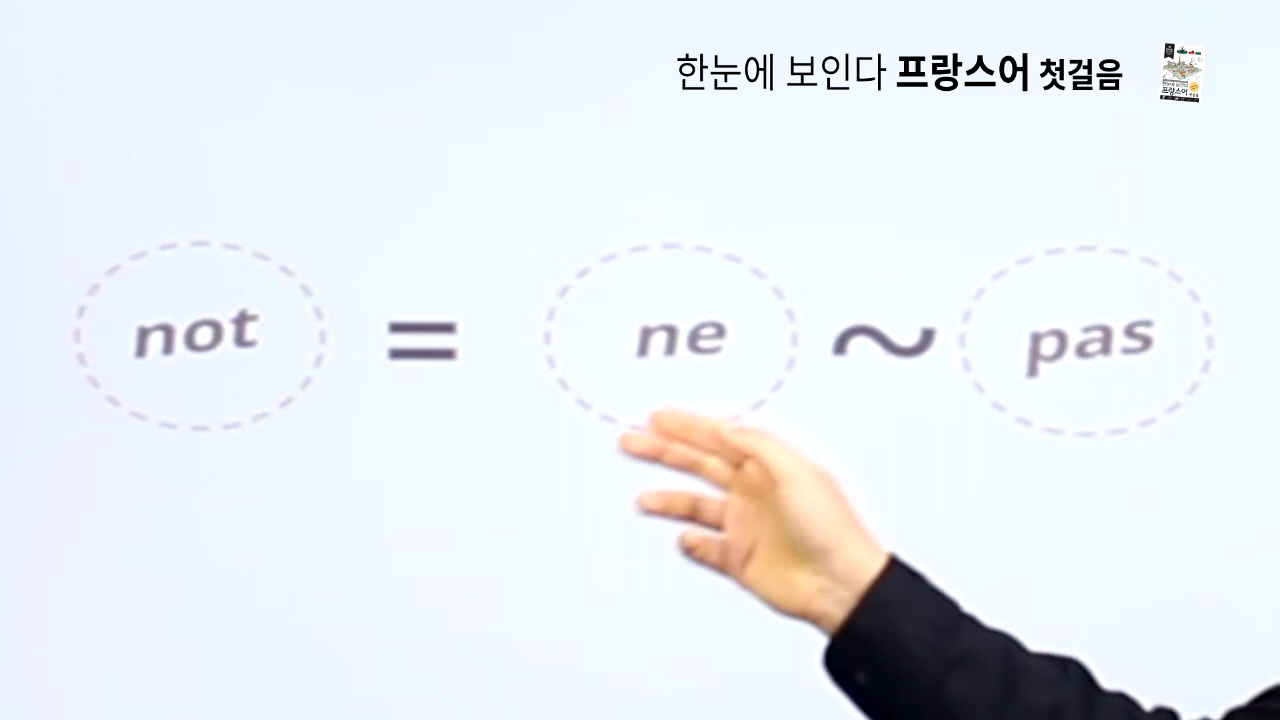 한눈에 보인다 프랑스어 첫걸음
not = ne ~ pas